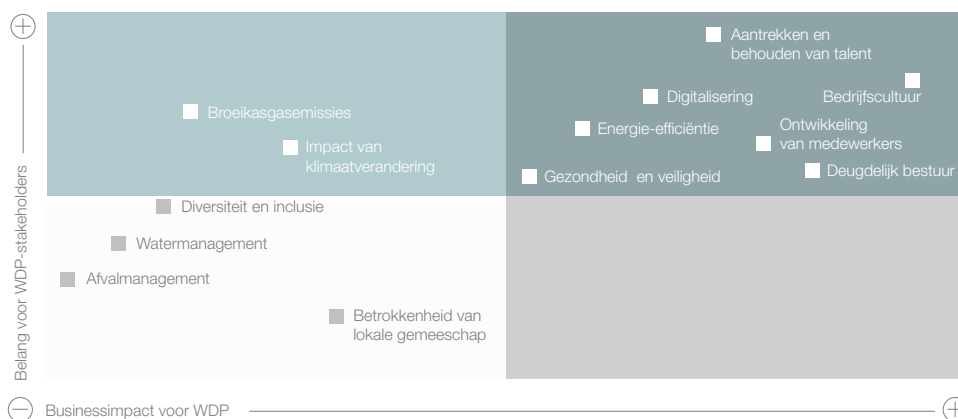 Aantrekken en
behouden van talent
Digitalisering
Bedrijfscultuur
Broeikasgasemissies
Energie-efficiëntie
Ontwikkeling
van medewerkers
Impact van
klimaatverandering
Gezondheid en veiligheid
Deugdelijk bestuur
Diversiteit en inclusie
Watermanagement
Afvalmanagement
Betrokkenheid van
lokale gemeeschap
Belang voor WDP-stakeholders
Businessimpact voor WDP